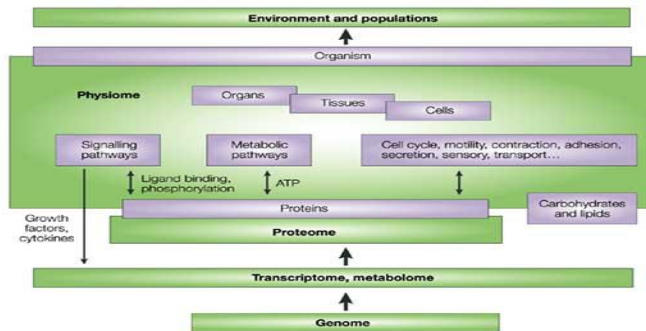 Environment and populations
Organism
Physiome
Organs
Tissues
Cells
Signalling
pathways
Metabolic
pathways
Cell cycle, motility, contraction, adhesion,
secretion, sensory, transport...
Ligand binding,
phosphorylation
ATP
Growth
factors,
cytokines
Proteins
Carbohydrates
and lipids
Proteome
Transcriptome, metabolome
Genome